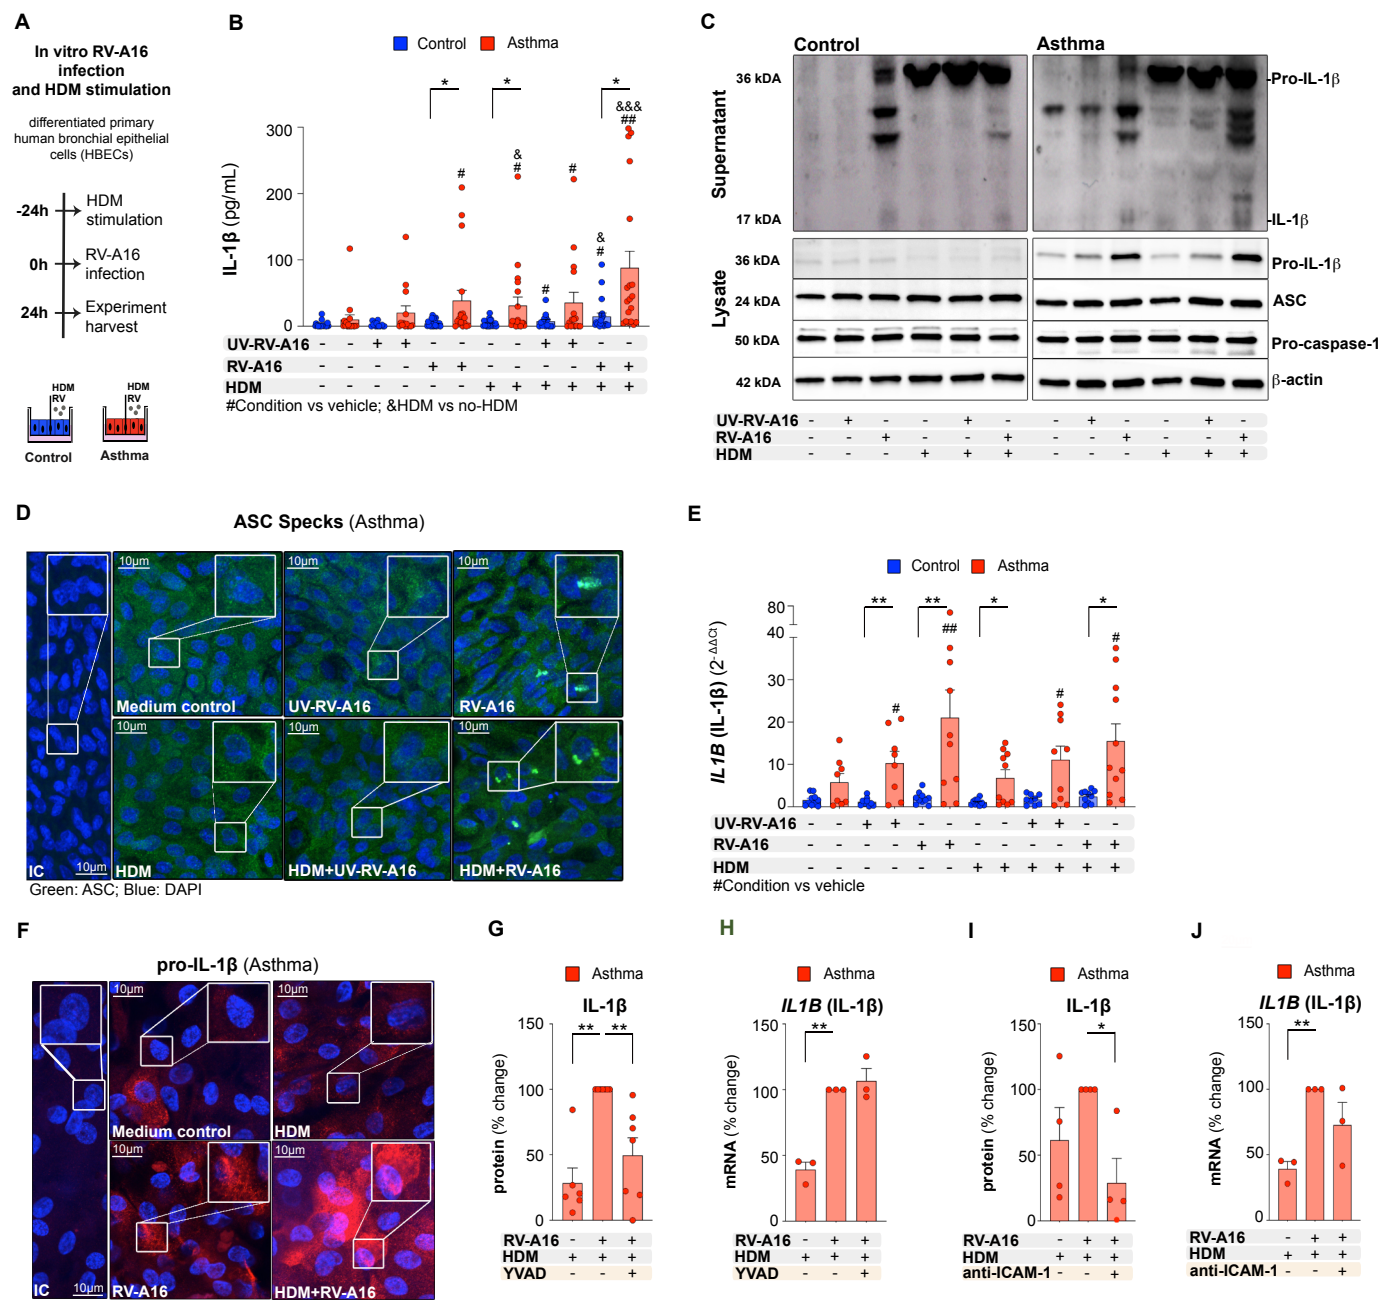 A
In vitro RV-A16
infection
and HDM stimulation
differentiated primary
human bronchial epithelial
cells (HBECs)
-24h
HDM
stimulation
0h
RV-A16
infection
24h
Experiment
harvest
HDM
RV
HDM
RV
Control
Asthma
B
Control
Asthma
* * *
&&&
##
&
#
#
#
&
#
#
IL-1β (pg/mL)
300
200
100
0
UV-RV-A16 - - + + - - - - + + - -
RV-A16 - - - - + + - - - - + +
HDM - - - - - - + + + + + +
#Condition vs vehicle; &HDM vs no-HDM
C
Control
Asthma
Supernatant
36 kDa
-Pro-IL-1β
17 kDa
-IL-1β
Lysate
36 kDa
Pro-IL-1β
24 kDa
ASC
50 kDa
Pro-caspase-1
42 kDa
β-actin
UV-RV-A16 - + - - + - - + - - + -
RV-A16 - - + - - + - - + - - +
HDM - - - + + + - - - + + +
D
ASC Specks (Asthma)
10µm
10µm
10µm
Medium control
UV-RV-A16
RV-A16
10µm
10µm
10µm
IC
10µm
HDM
HDM+UV-RV-A16
HDM+RV-A16
Green: ASC; Blue: DAPI
E
Control
Asthma
** ** * *
##
#
#
#
IL1B (IL-1β) (2-ΔΔCt)
80
40
30
20
10
0
UV-RV-A16 - - + + - - - - + + - -
RV-A16 - - - - + + - - - - + +
HDM - - - - - - + + + + + +
#Condition vs vehicle
F
pro-IL-1β (Asthma)
10µm
10µm
Medium control
HDM
10µm
10µm
IC
10µm
RV-A16
HDM+RV-A16
G
Asthma
IL-1β
** **
protein (% change)
150
100
50
0
RV-A16 - + +
HDM + + +
YVAD - - +
H
Asthma
IL1B (IL-1β)
**
mRNA (% change)
150
100
50
0
RV-A16 - + +
HDM + + +
YVAD - - +
I
Asthma
IL-1β
*
protein (% change)
150
100
50
0
RV-A16 - + +
HDM + + +
anti-ICAM-1 - - +
J
Asthma
IL1B (IL-1β)
**
mRNA (% change)
150
100
50
0
RV-A16 - + +
HDM + + +
anti-ICAM-1 - - +